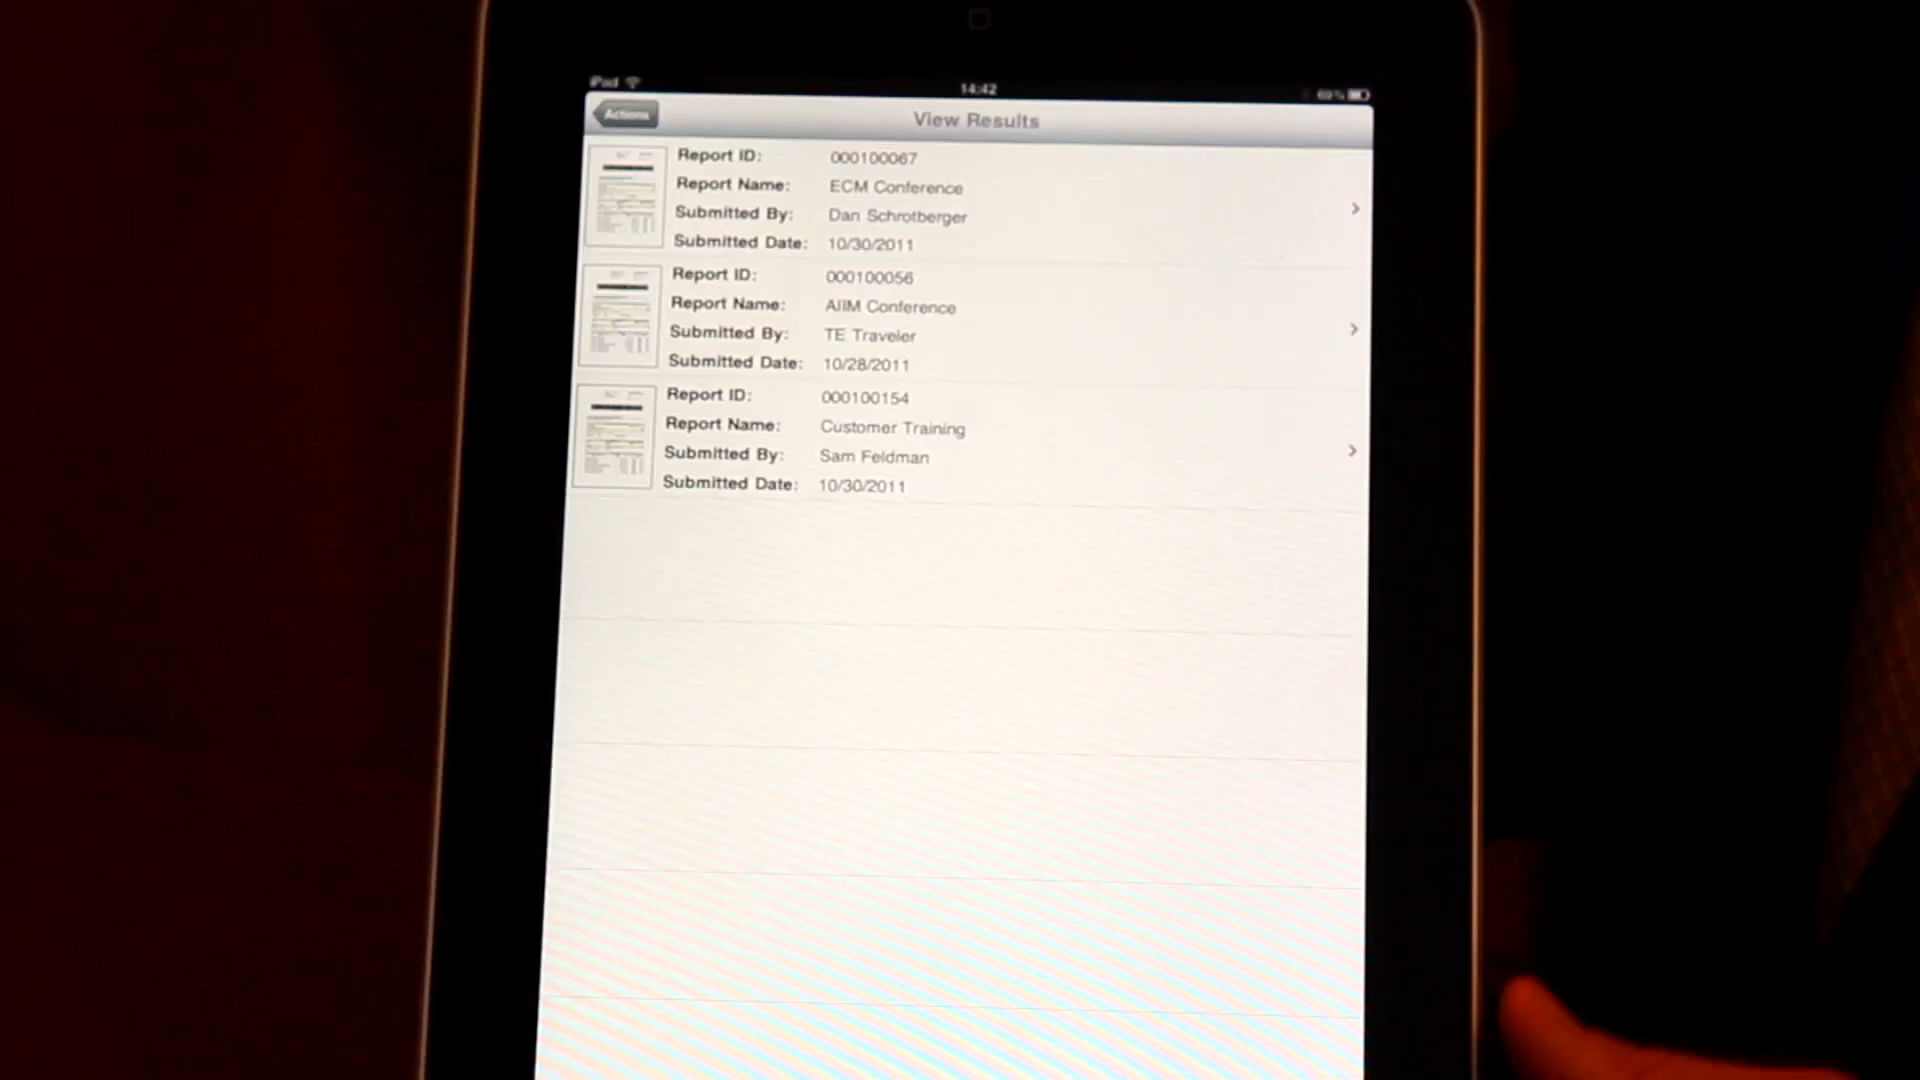 iPad 14:42 69%
Actions View Results
Report ID: 000100067
Report Name: ECM Conference
Submitted By: Dan Schrotberger
Submitted Date: 10/30/2011
Report ID: 000100056
Report Name: AIIM Conference
Submitted By: TE Traveler
Submitted Date: 10/28/2011
Report ID: 000100154
Report Name: Customer Training
Submitted By: Sam Feldman
Submitted Date: 10/30/2011